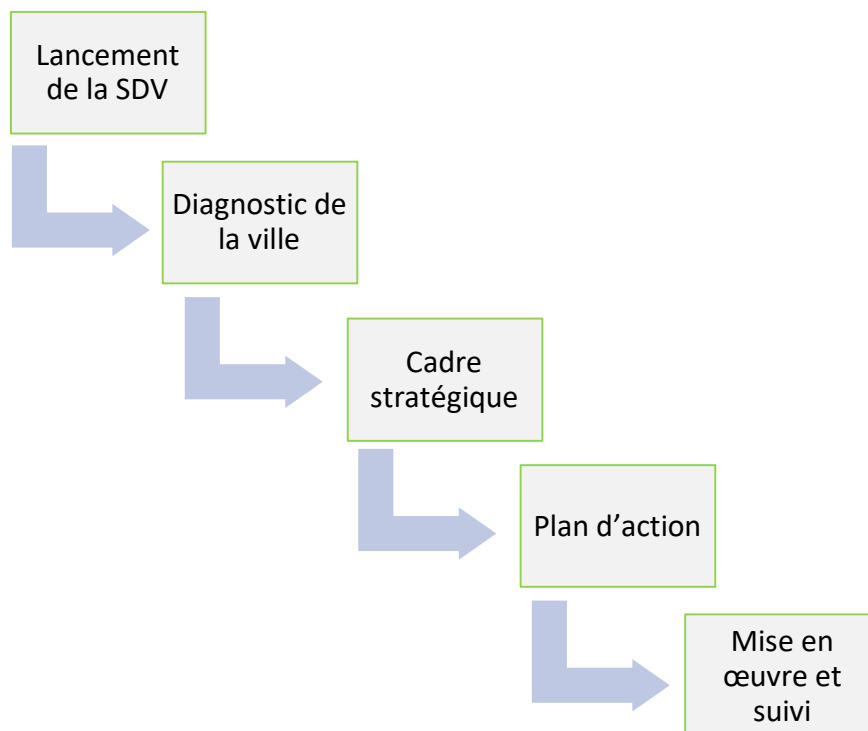 Lancement
de la SDV
Diagnostic de
la ville
Cadre
stratégique
Plan d’action
Mise en
œuvre et
suivi